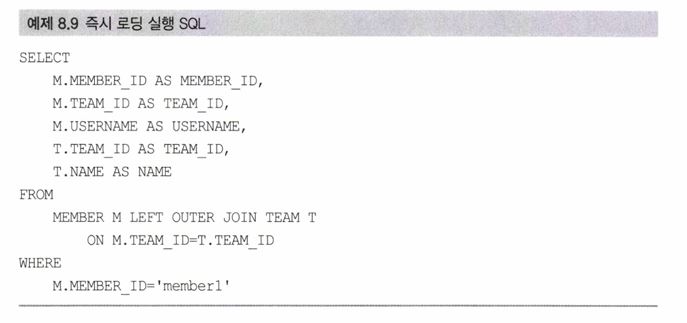 예제 8.9 즉시 로딩 실행 SQL
SELECT
M.MEMBER_ID AS MEMBER_ID,
M.TEAM_ID AS TEAM_ID,
M.USERNAME AS USERNAME,
T.TEAM_ID AS TEAM_ID,
T.NAME AS NAME
FROM
MEMBER M LEFT OUTER JOIN TEAM T
ON M.TEAM_ID=T.TEAM_ID
WHERE
M.MEMBER_ID='member1'